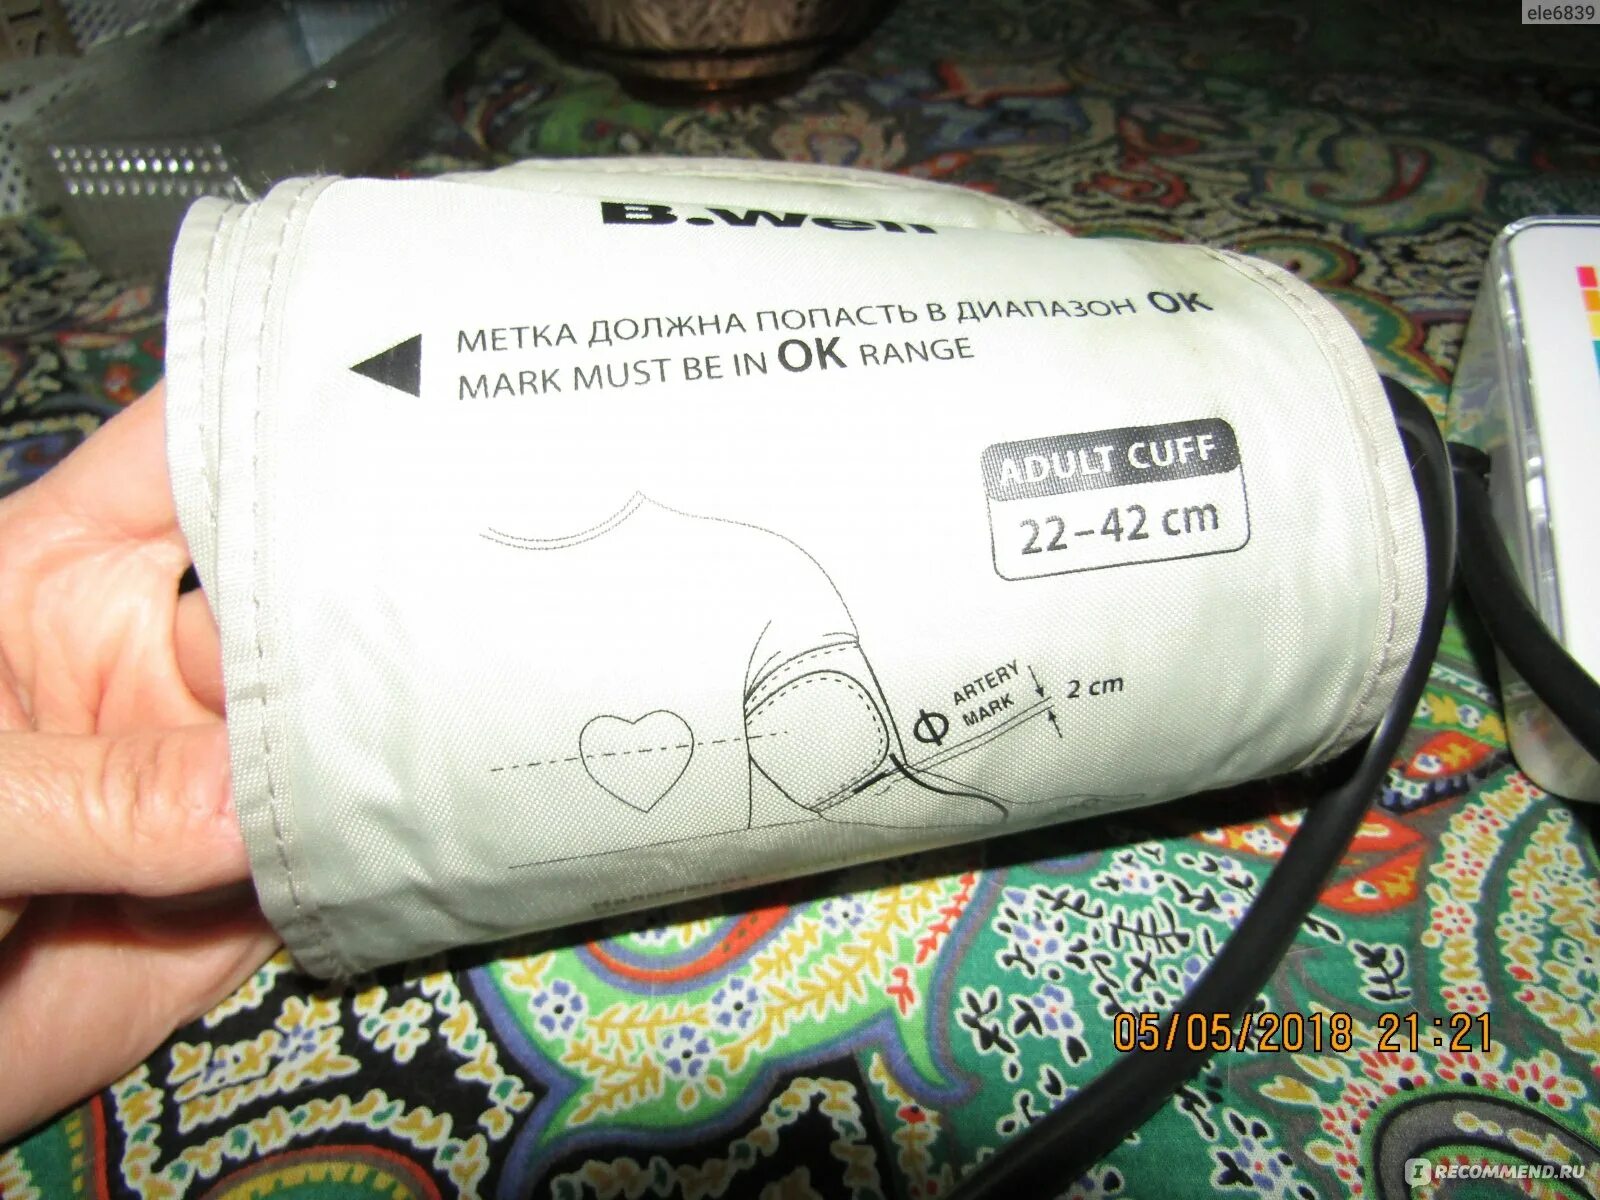 ele6839
B.Well
МЕТКА ДОЛЖНА ПОПАСТЬ В ДИАПАЗОН OK
MARK MUST BE IN OK RANGE
ADULT CUFF
22–42 cm
Φ ARTERY MARK
2 cm
05/05/2018 21:21
RECOMMEND.RU